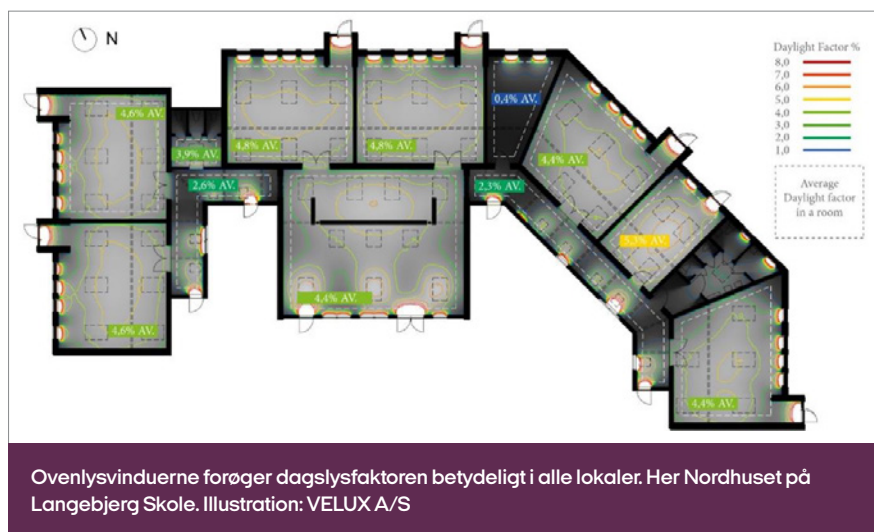 N
Daylight Factor %
8,0
7,0
6,0
5,0
4,0
3,0
2,0
1,0
Average
Daylight factor
in a room
4,6% AV.
3,9% AV.
4,8% AV.
4,8% AV.
0,4% AV.
4,4% AV.
2,6% AV.
2,3% AV.
5,3% AV.
4,4% AV.
4,6% AV.
4,4% AV.
Ovenlysvinduerne forøger dagslysfaktoren betydeligt i alle lokaler. Her Nordhuset på
Langebjerg Skole. Illustration: VELUX A/S